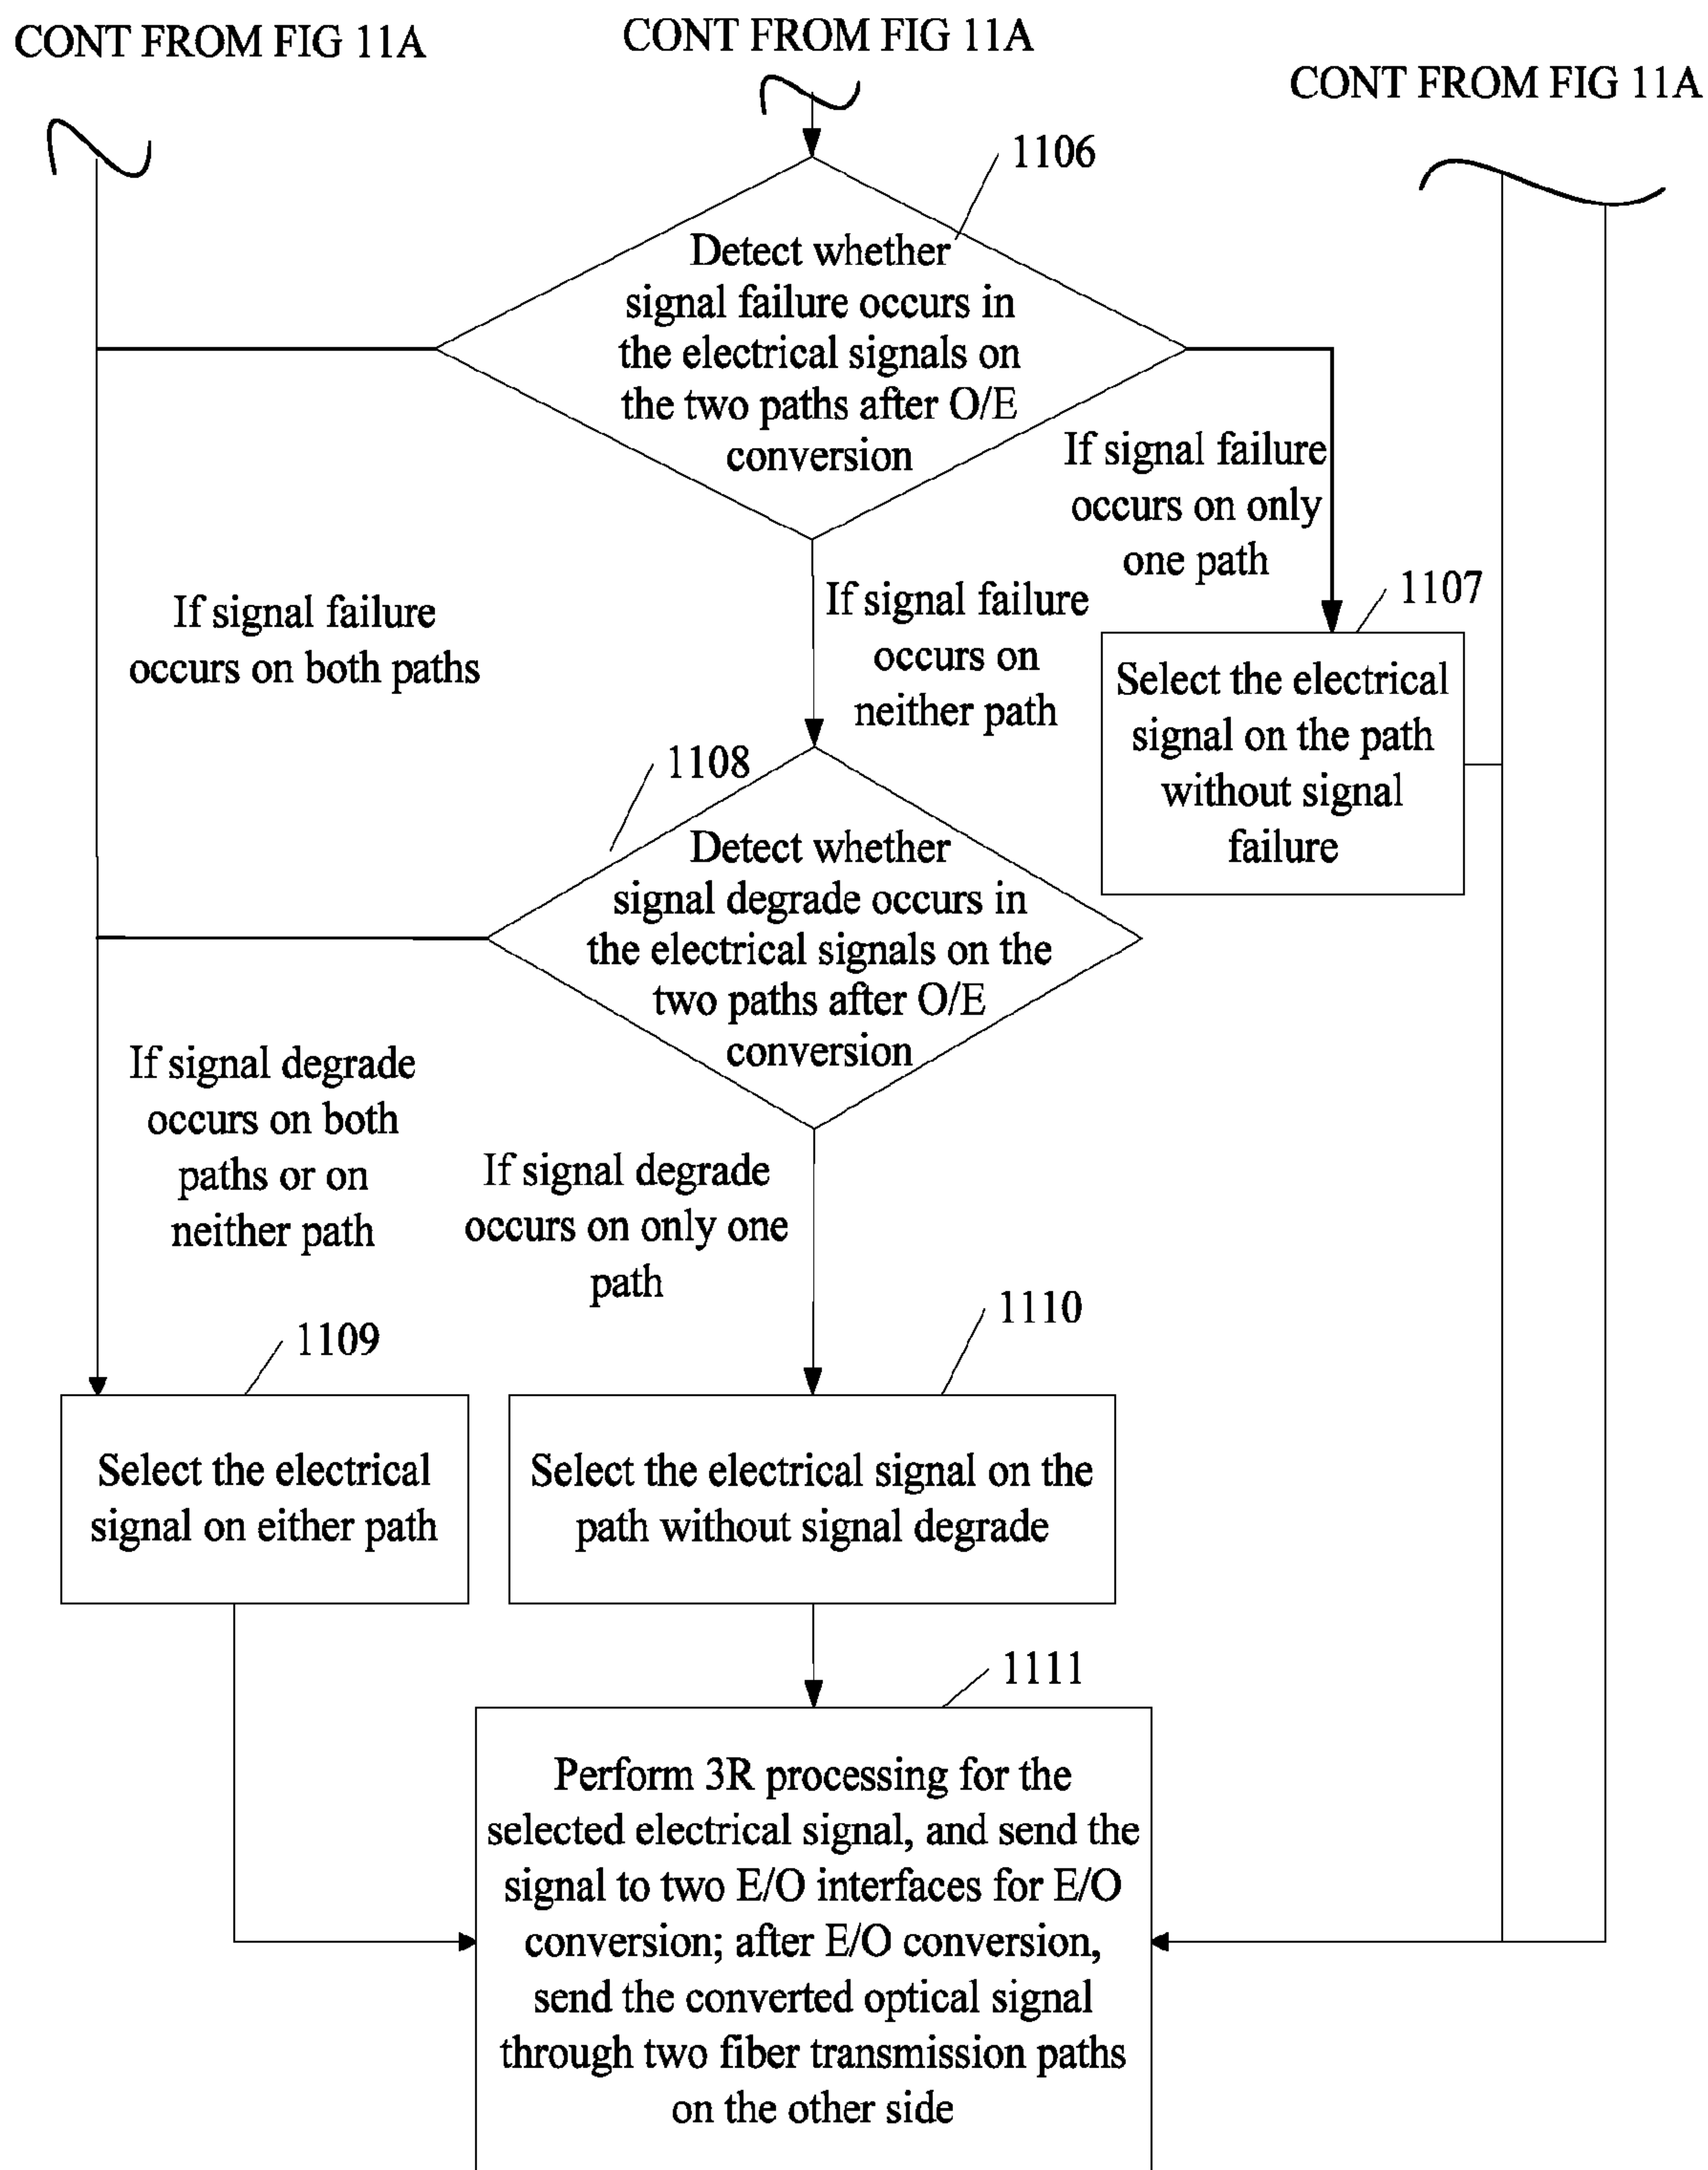 CONT FROM FIG 11A
CONT FROM FIG 11A
CONT FROM FIG 11A
1106
Detect whether
signal failure occurs in
the electrical signals on
the two paths after O/E
conversion
If signal failure
occurs on only
one path
1107
If signal failure
occurs on both paths
If signal failure
occurs on
neither path
Select the electrical
signal on the path
without signal
failure
1108
Detect whether
signal degrade occurs in
the electrical signals on the
two paths after O/E
conversion
If signal degrade
occurs on both
paths or on
neither path
If signal degrade
occurs on only one
path
1109
1110
Select the electrical
signal on either path
Select the electrical signal on the
path without signal degrade
1111
Perform 3R processing for the
selected electrical signal, and send the
signal to two E/O interfaces for E/O
conversion; after E/O conversion,
send the converted optical signal
through two fiber transmission paths
on the other side